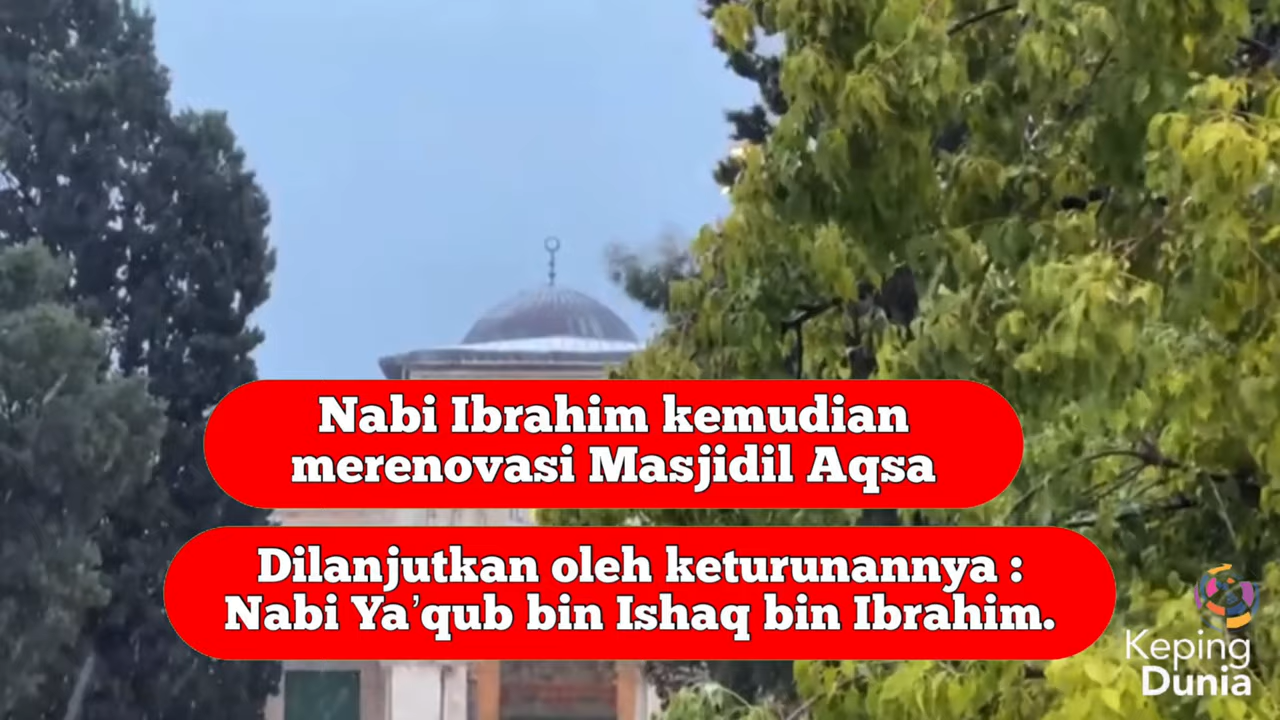 Nabi Ibrahim kemudian
merenovasi Masjidil Aqsa
Dilanjutkan oleh keturunannya :
Nabi Ya'qub bin Ishaq bin Ibrahim.
Keping
Dunia